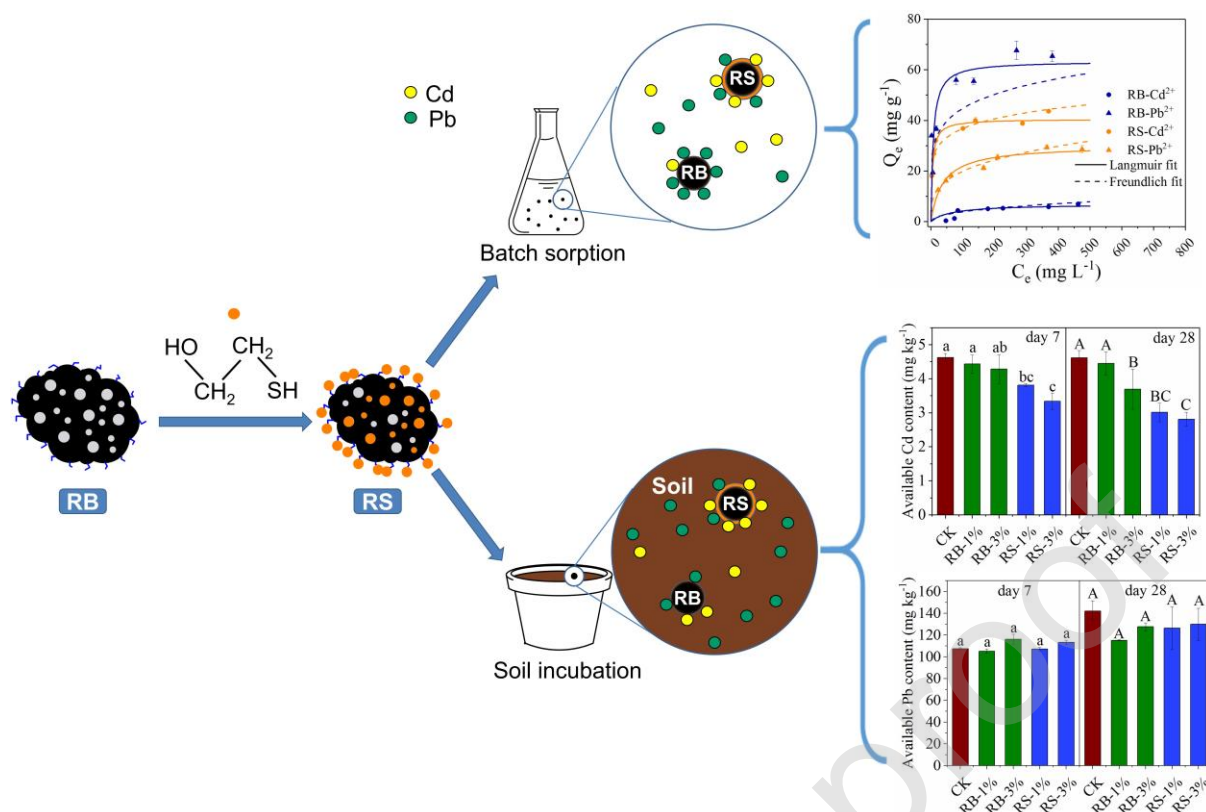 Cd
Pb
RS
RB
Batch sorption
HO
CH₂
CH₂
SH
RB
RS
Soil
RS
RB
Soil incubation
Qₑ (mg g⁻¹)
80
60
40
20
0
RB-Cd²⁺
RB-Pb²⁺
RS-Cd²⁺
RS-Pb²⁺
Langmuir fit
Freundlich fit
0 100 200 300 400 500 600 700 800
Cₑ (mg L⁻¹)
Available Cd content (mg kg⁻¹)
day 7
day 28
5
4
3
2
1
0
a a ab bc c
A A B BC C
CK RB-1% RB-3% RS-1% RS-3%
CK RB-1% RB-3% RS-1% RS-3%
Available Pb content (mg kg⁻¹)
day 7
day 28
160
140
120
100
80
60
40
20
0
a a a a a
A A A A A
CK RB-1% RB-3% RS-1% RS-3%
CK RB-1% RB-3% RS-1% RS-3%
proof